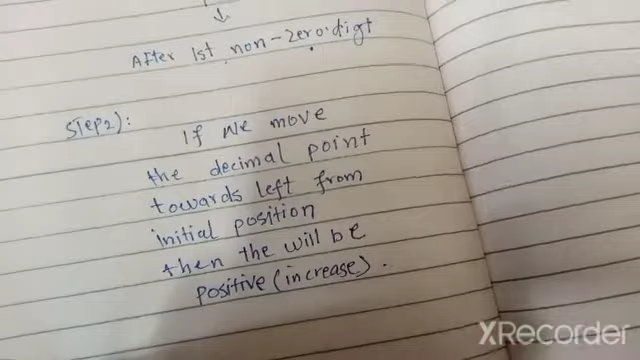 After 1st non-zero digt
Step2):
If We move
the decimal point
towards left from
initial position
then the will be
positive (increase).
XRecorder